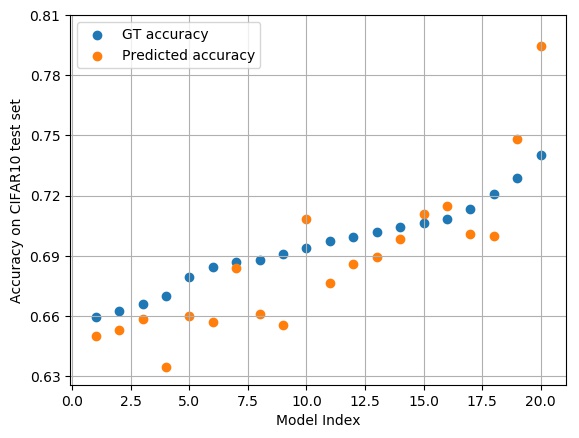 GT accuracy
Predicted accuracy
Accuracy on CIFAR10 test set
0.81
0.78
0.75
0.72
0.69
0.66
0.63
0.0 2.5 5.0 7.5 10.0 12.5 15.0 17.5 20.0
Model Index